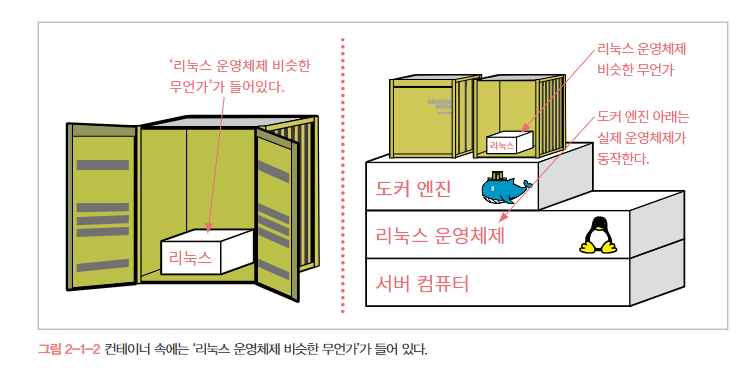 '리눅스 운영체제 비슷한
무언가'가 들어있다.
리눅스
리눅스 운영체제
비슷한 무언가
도커 엔진 아래는
실제 운영체제가
동작한다.
리눅스
도커 엔진
리눅스 운영체제
서버 컴퓨터
그림 2-1-2 컨테이너 속에는 '리눅스 운영체제 비슷한 무언가'가 들어 있다.